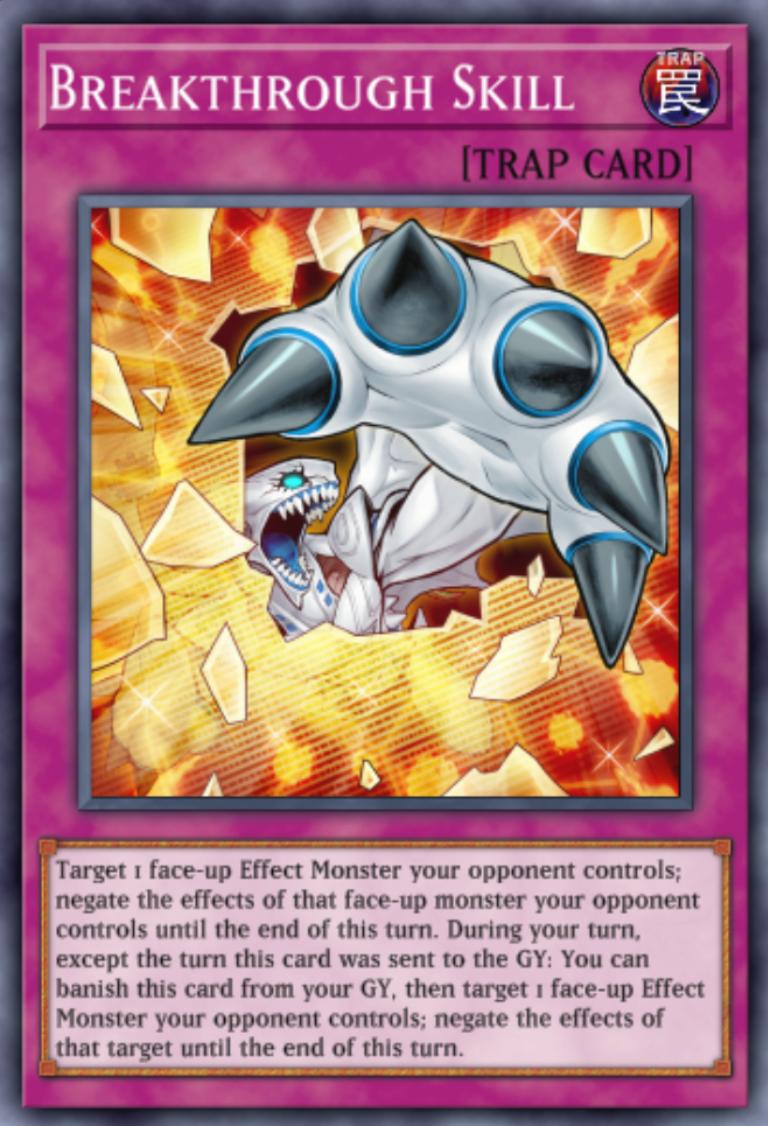 Breakthrough Skill
TRAP
罠
[TRAP CARD]
Target 1 face-up Effect Monster your opponent controls;
negate the effects of that face-up monster your opponent
controls until the end of this turn. During your turn,
except the turn this card was sent to the GY: You can
banish this card from your GY, then target 1 face-up Effect
Monster your opponent controls; negate the effects of
that target until the end of this turn.